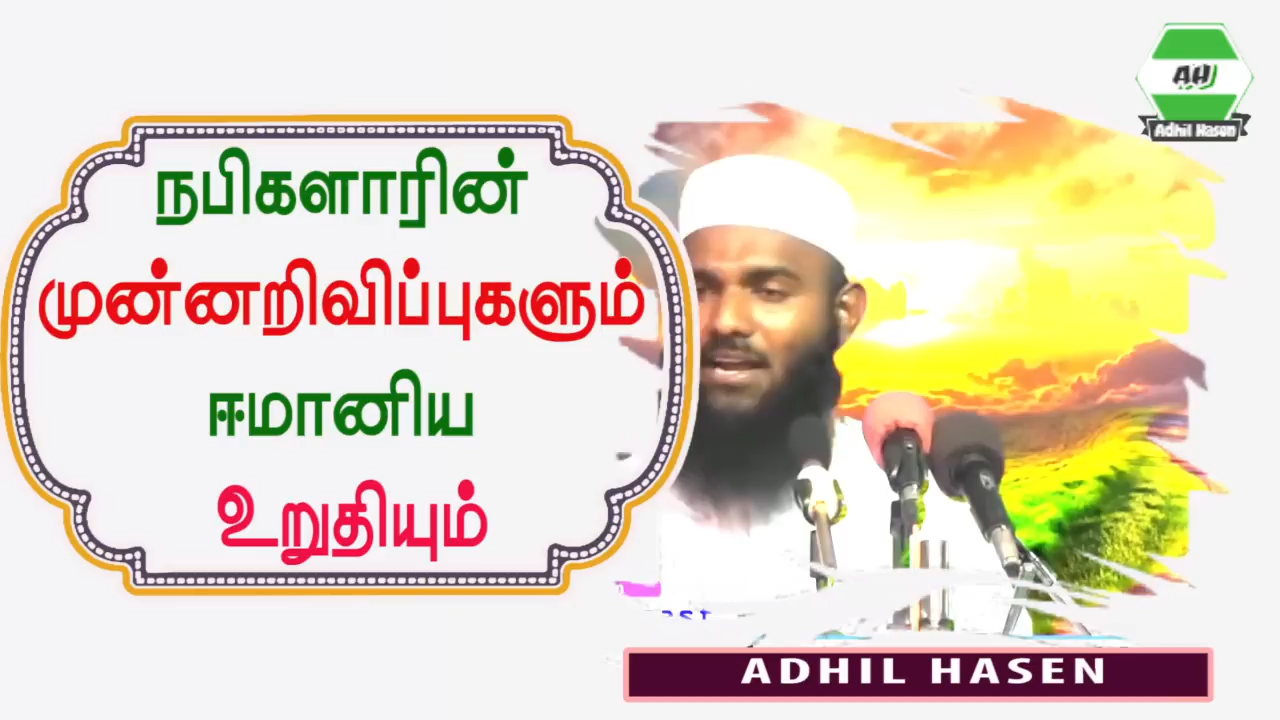 நபிகளாரின்
முன்னறிவிப்புகளும்
ஈமானிய
உறுதியும்
AH
Adhil Hasen
ADHIL HASEN